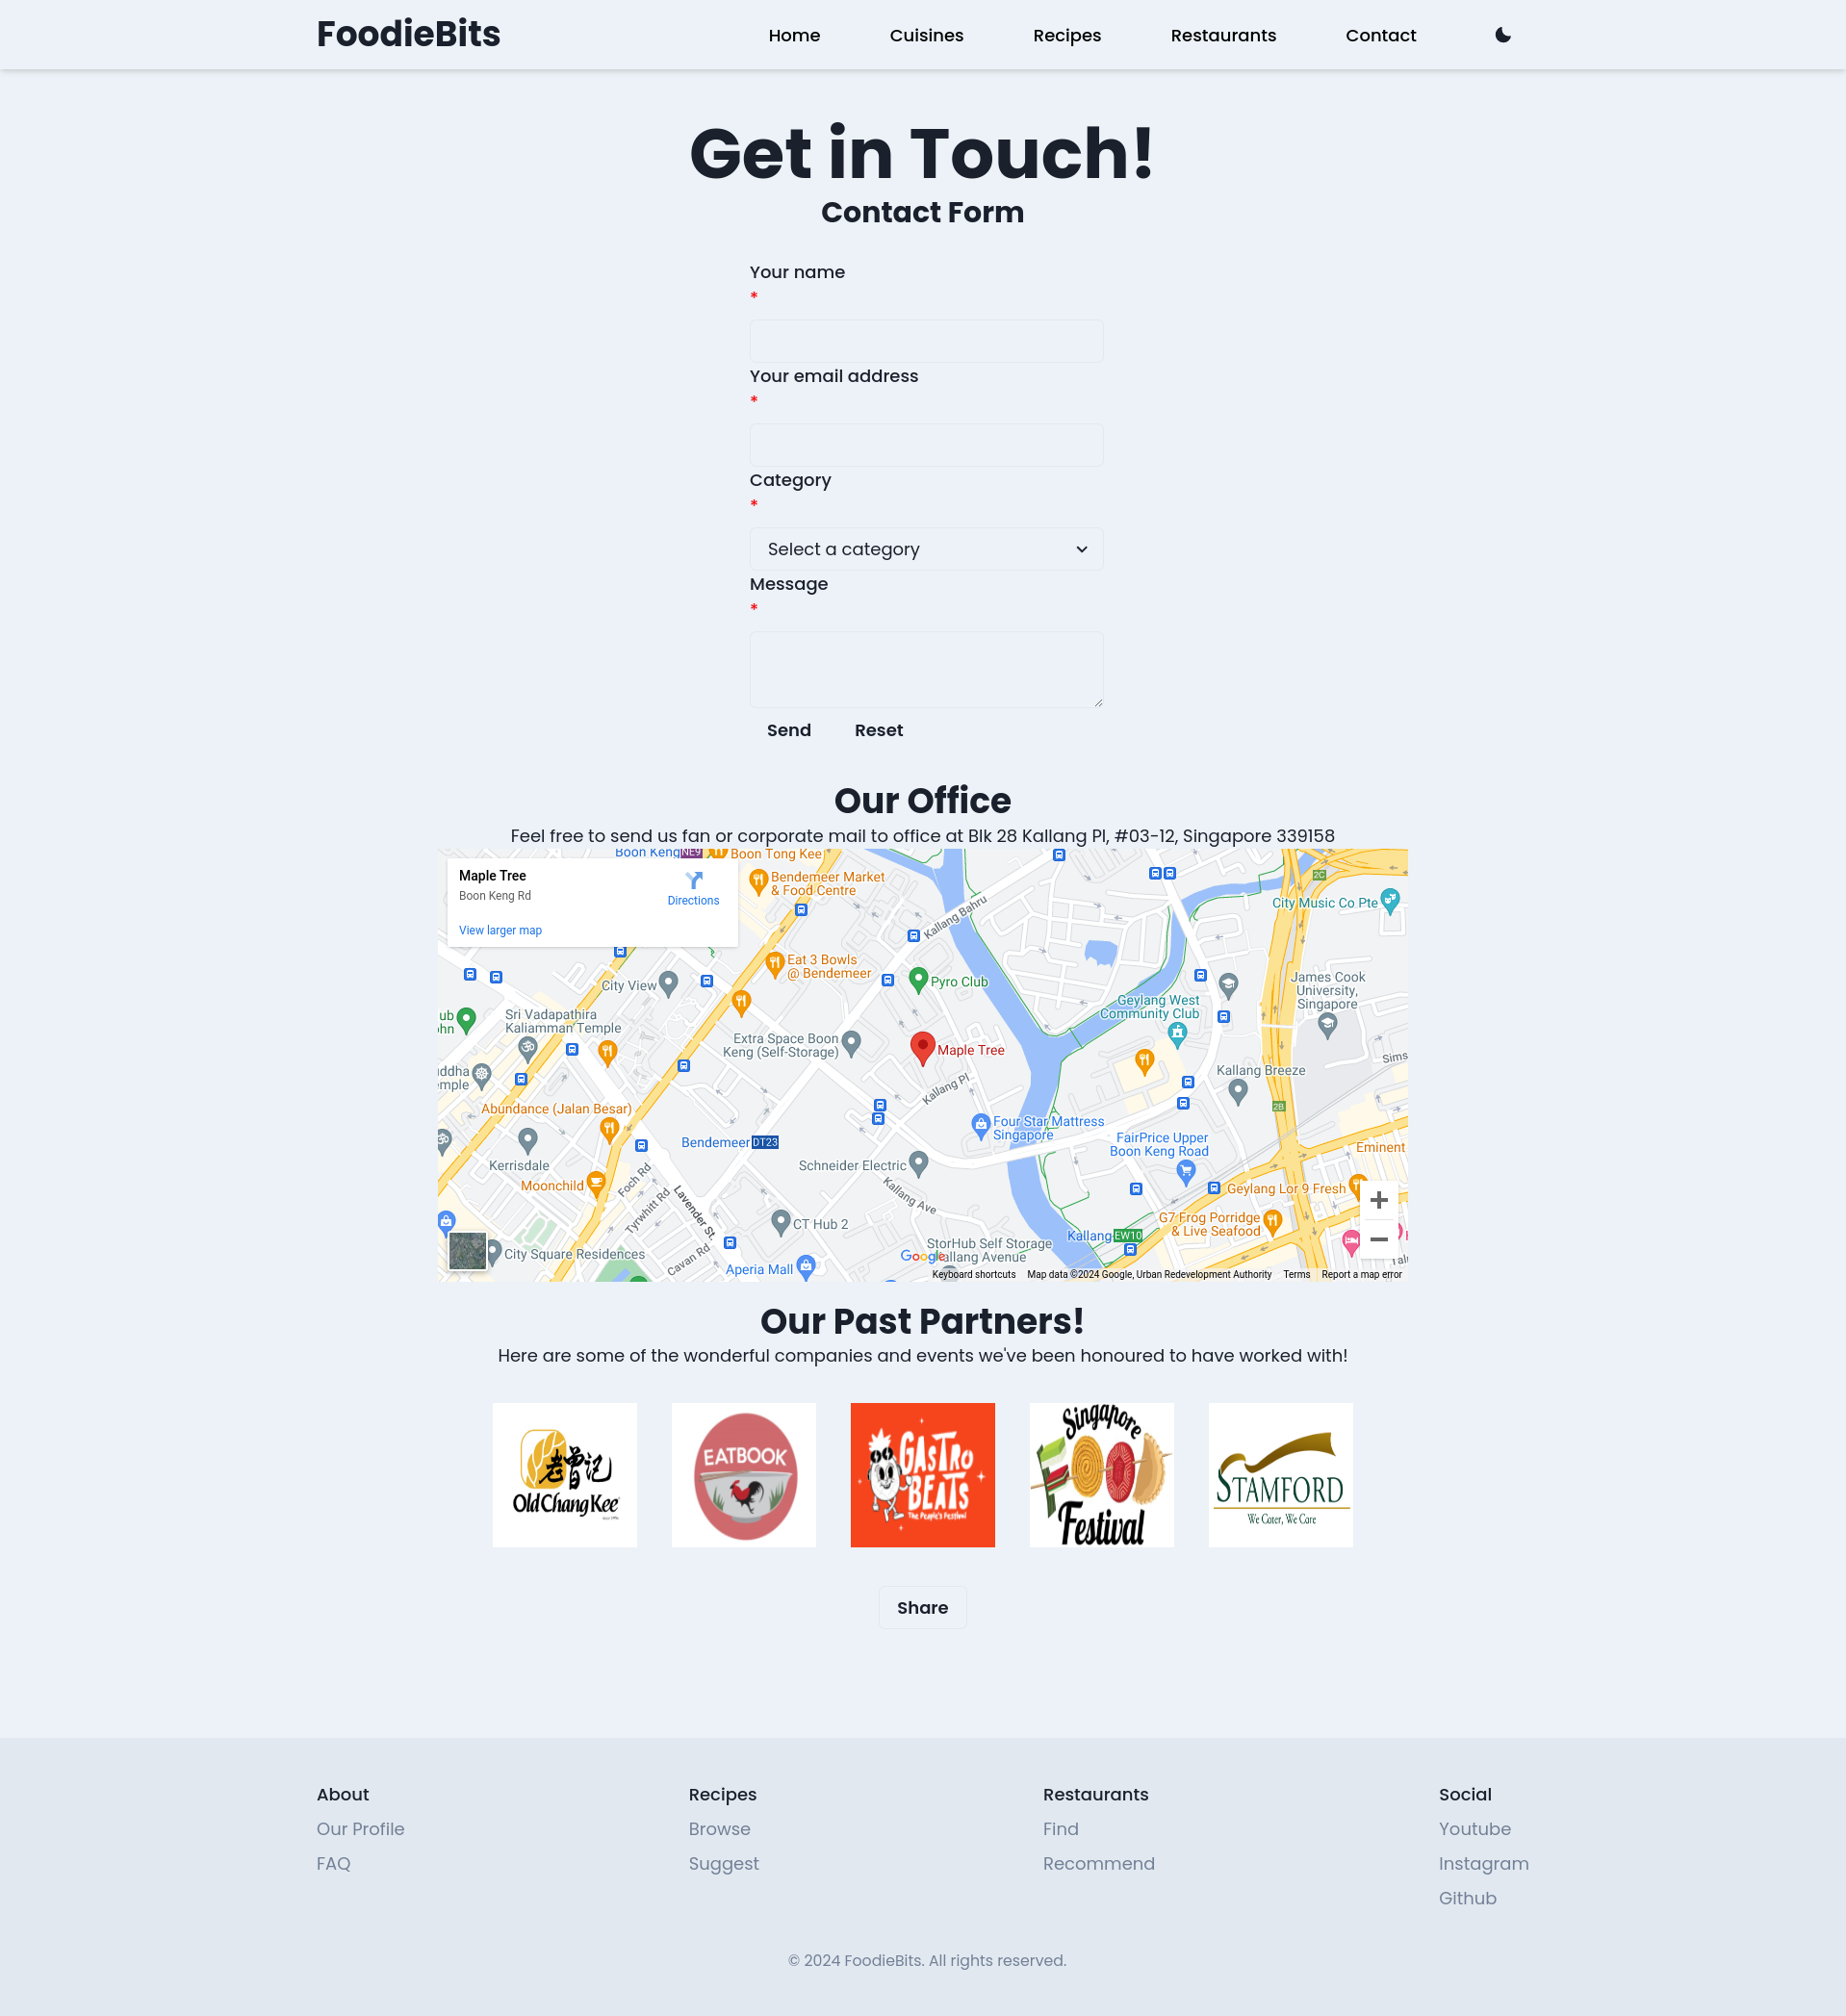 FoodieBits
Home
Cuisines
Recipes
Restaurants
Contact
Get in Touch!
Contact Form
Your name
*
Your email address
*
Category
*
Select a category
Message
*
Send
Reset
Our Office
Feel free to send us fan or corporate mail to office at Blk 28 Kallang Pl, #03-12, Singapore 339158
Maple Tree
Boon Keng Rd
Directions
View larger map
Boon Keng NE9
Boon Tong Kee
Bendemeer Market
& Food Centre
Kallang Bahru
2C
City Music Co Pte
Eat 3 Bowls
@ Bendemeer
City View
Pyro Club
James Cook
University,
Singapore
Geylang West
Community Club
Sri Vadapathira
Kaliamman Temple
Extra Space Boon
Keng (Self-Storage)
Maple Tree
Sims
Kallang Breeze
Kallang Pl
2B
Abundance (Jalan Besar)
Four Star Mattress
Singapore
Bendemeer DT23
FairPrice Upper
Boon Keng Road
Eminent
Kerrisdale
Schneider Electric
Moonchild
Foch Rd
Tyrwhitt Rd
Lavender St.
Kallang Ave
Geylang Lor 9 Fresh
G7 Frog Porridge
& Live Seafood
CT Hub 2
Kallang EW10
City Square Residences
Cavan Rd
StorHub Self Storage
Kallang Avenue
Aperia Mall
Google
Keyboard shortcuts
Map data ©2024 Google, Urban Redevelopment Authority
Terms
Report a map error
Our Past Partners!
Here are some of the wonderful companies and events we've been honoured to have worked with!
老曾记
Old Chang Kee
EATBOOK
GASTRO
BEATS
The People's Festival
Singapore
Festival
STAMFORD
We Cater, We Care
Share
About
Our Profile
FAQ
Recipes
Browse
Suggest
Restaurants
Find
Recommend
Social
Youtube
Instagram
Github
© 2024 FoodieBits. All rights reserved.